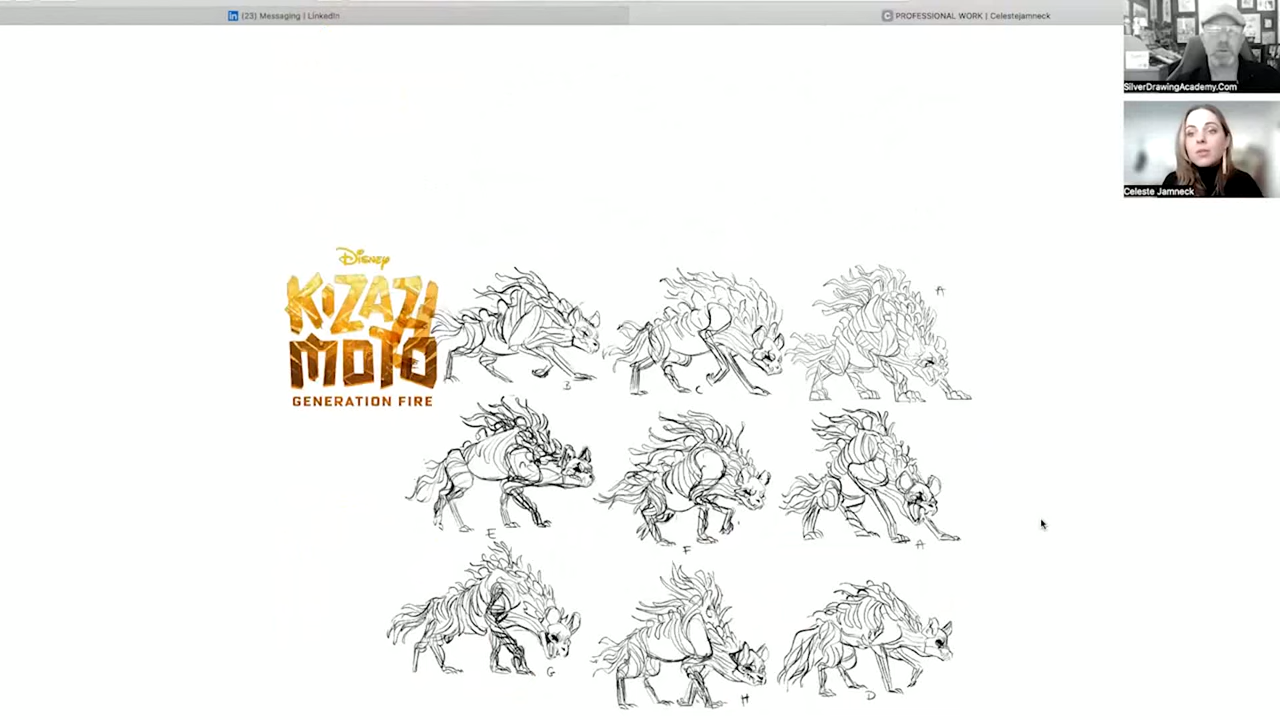 (23) Messaging | LinkedIn
PROFESSIONAL WORK | Celestejamneck
SilverDrawingAcademy.Com
Celeste Jamneck
Disney
KIZAZI
MOTO
GENERATION FIRE
A
B
C
E
F
A
G
H
D